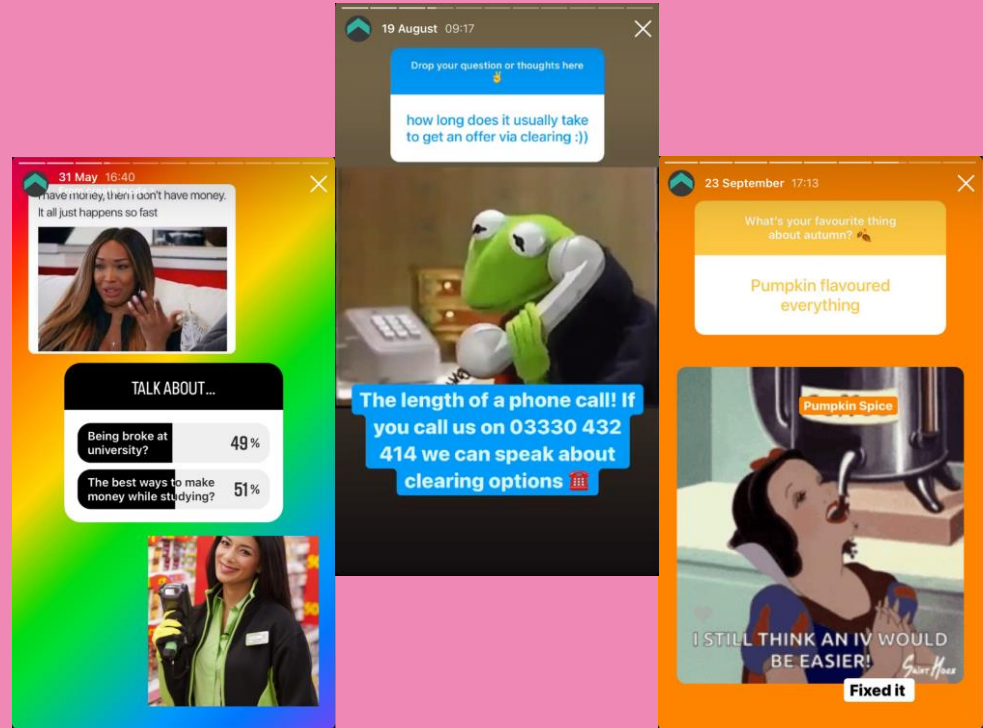 31 May 16:40
I have money, then I don't have money.
It all just happens so fast
TALK ABOUT...
Being broke at
university?
49%
The best ways to make
money while studying?
51%
19 August 09:17
Drop your question or thoughts here
✌️
how long does it usually take
to get an offer via clearing :))
The length of a phone call! If
you call us on 03330 432
414 we can speak about
clearing options ☎️
23 September 17:13
What's your favourite thing
about autumn? 🍂
Pumpkin flavoured
everything
Pumpkin Spice
I STILL THINK AN IV WOULD
BE EASIER!
Saint Hoax
Fixed it